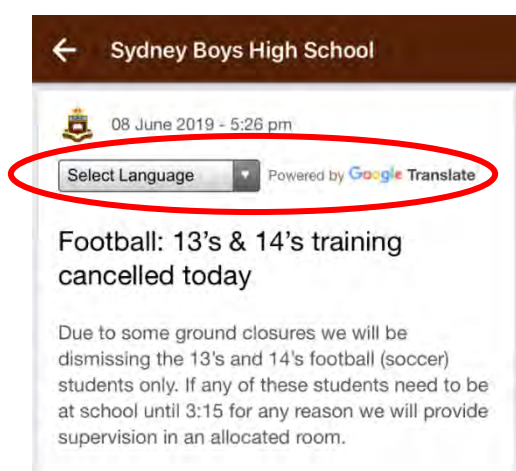 Sydney Boys High School
08 June 2019 - 5:26 pm
Select Language Powered by Google Translate
Football: 13's & 14's training
cancelled today
Due to some ground closures we will be
dismissing the 13's and 14's football (soccer)
students only. If any of these students need to be
at school until 3:15 for any reason we will provide
supervision in an allocated room.